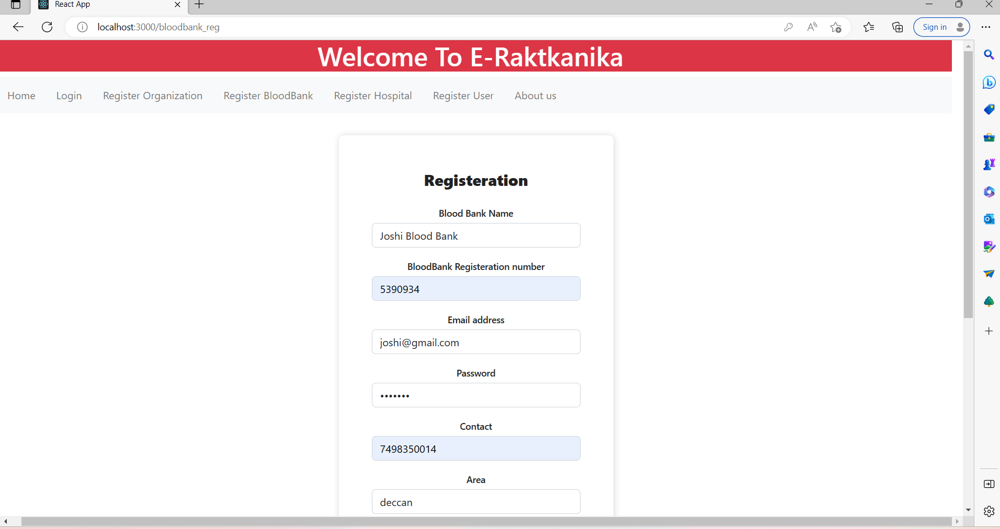 React App
localhost:3000/bloodbank_reg
Sign in
Welcome To E-Raktkanika
Home Login Register Organization Register BloodBank Register Hospital Register User About us
Registeration
Blood Bank Name
Joshi Blood Bank
BloodBank Registeration number
5390934
Email address
joshi@gmail.com
Password
•••••••
Contact
7498350014
Area
deccan